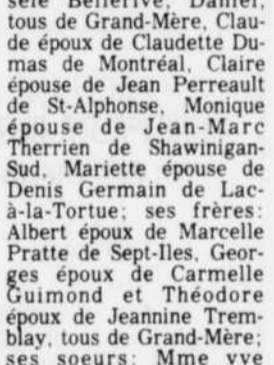 sèle Bellerive, Daniel,
tous de Grand-Mère, Clau-
de époux de Claudette Du-
mas de Montréal, Claire
épouse de Jean Perreault
de St-Alphonse, Monique
épouse de Jean-Marc
Therrien de Shawinigan-
Sud, Mariette épouse de
Denis Germain de Lac-
à-la-Tortue; ses frères:
Albert époux de Marcelle
Pratte de Sept-Iles, Geor-
ges époux de Carmelle
Guimond et Théodore
époux de Jeannine Trem-
blay, tous de Grand-Mère;
ses soeurs: Mme vve